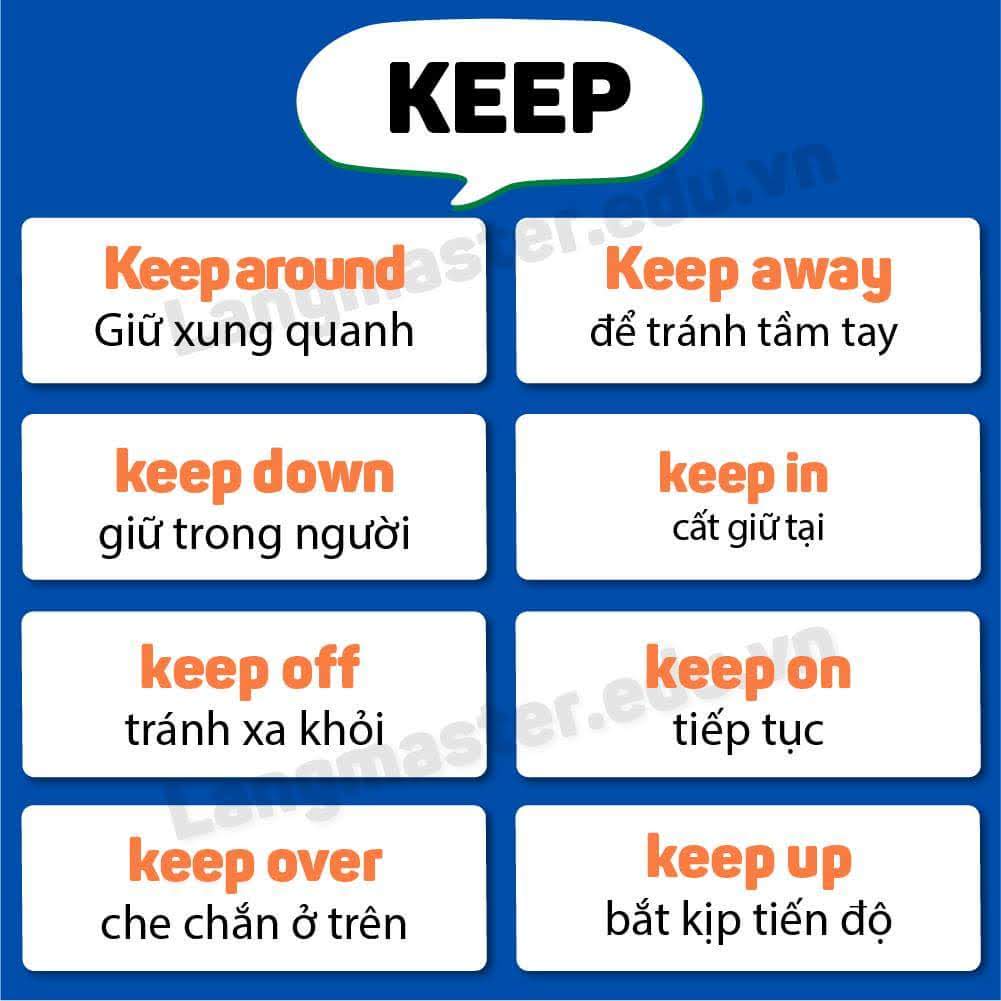 KEEP
Keep around
Giữ xung quanh
Keep away
để tránh tầm tay
keep down
giữ trong người
keep in
cất giữ tại
keep off
tránh xa khỏi
keep on
tiếp tục
keep over
che chắn ở trên
keep up
bắt kịp tiến độ
Langmaster.edu.vn
Langmaster.edu.vn